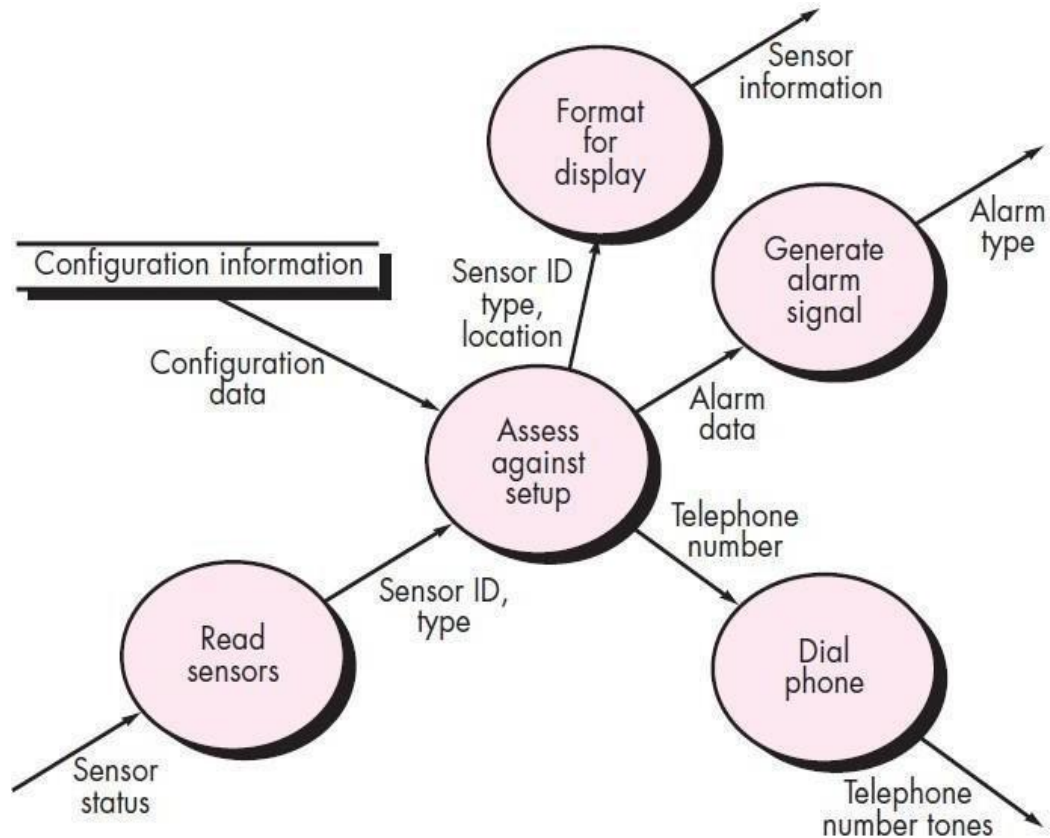 Sensor
information
Format
for
display
Alarm
type
Generate
alarm
signal
Configuration information
Sensor ID
type,
location
Configuration
data
Alarm
data
Assess
against
setup
Telephone
number
Sensor ID,
type
Read
sensors
Dial
phone
Sensor
status
Telephone
number tones